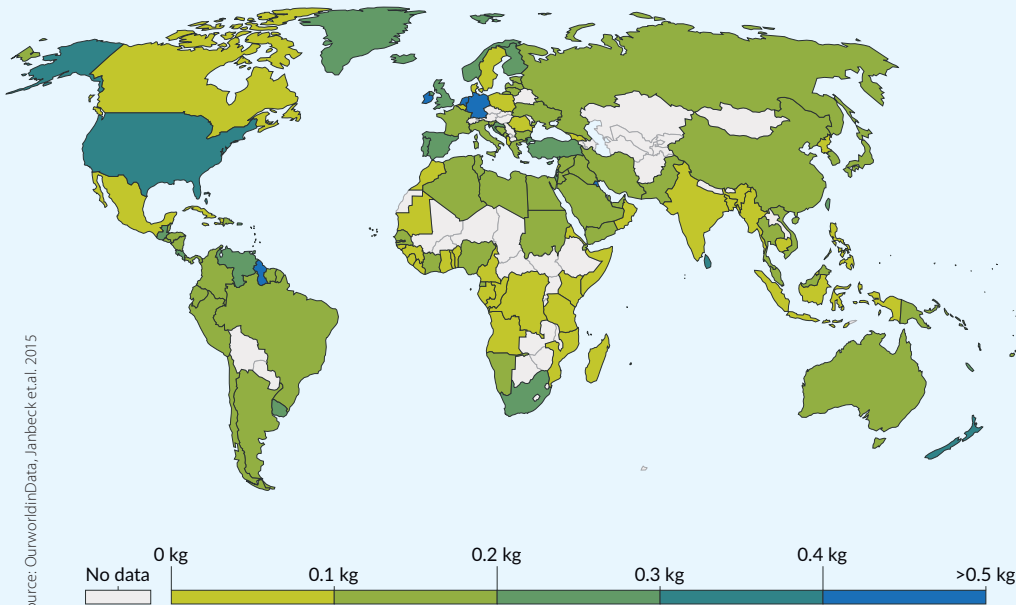 ource: OurworldinData, Janbeck et.al. 2015
0 kg
0.2 kg
0.4 kg
No data
0.1 kg
0.3 kg
>0.5 kg